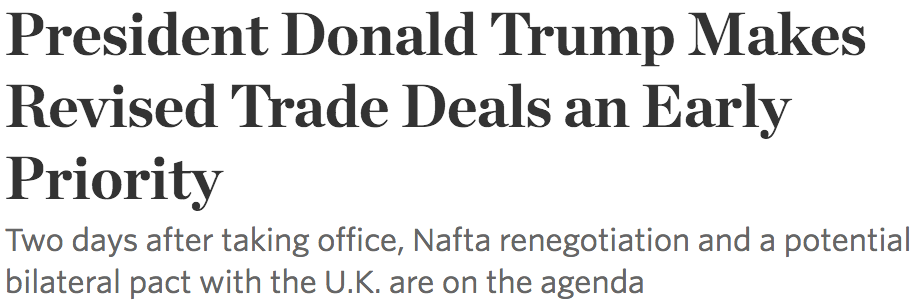 President Donald Trump Makes
Revised Trade Deals an Early
Priority
Two days after taking office, Nafta renegotiation and a potential
bilateral pact with the U.K. are on the agenda